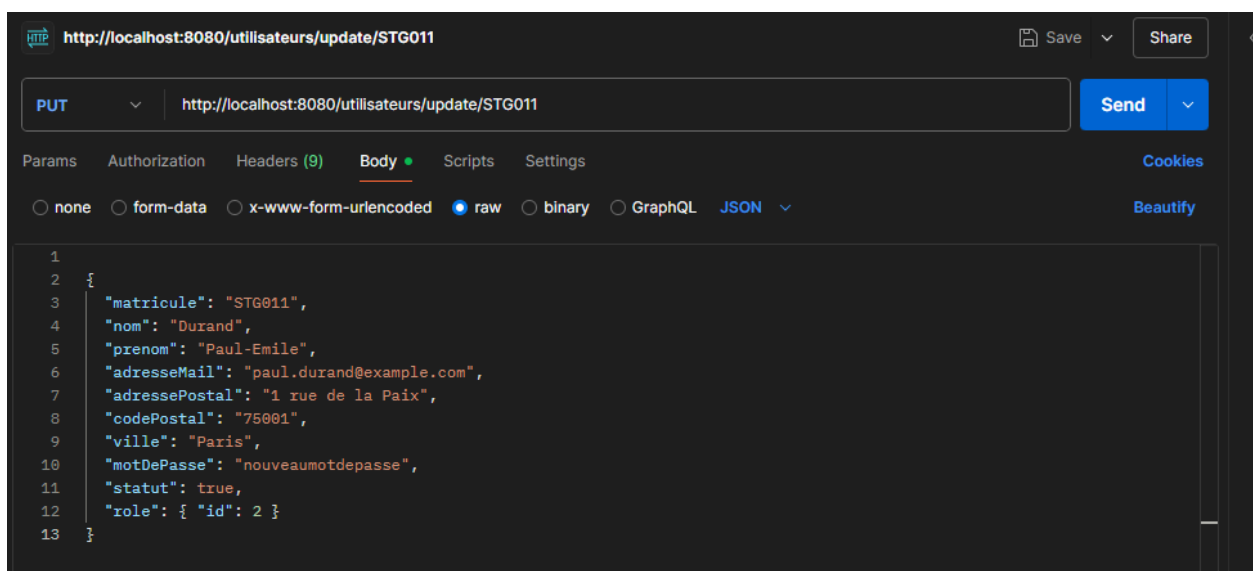 HTTP http://localhost:8080/utilisateurs/update/STG011 Save Share
PUT http://localhost:8080/utilisateurs/update/STG011 Send
Params Authorization Headers (9) Body Scripts Settings Cookies
none form-data x-www-form-urlencoded raw binary GraphQL JSON Beautify
1
2 {
3 "matricule": "STG011",
4 "nom": "Durand",
5 "prenom": "Paul-Emile",
6 "adresseMail": "paul.durand@example.com",
7 "adressePostal": "1 rue de la Paix",
8 "codePostal": "75001",
9 "ville": "Paris",
10 "motDePasse": "nouveaumotdepasse",
11 "statut": true,
12 "role": { "id": 2 }
13 }